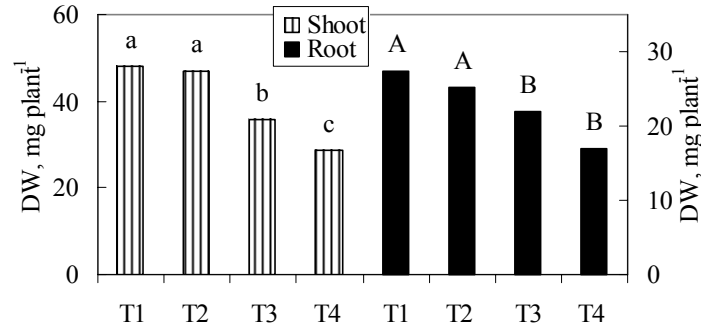 60
40
20
0
DW, mg plant⁻¹
Shoot
Root
a
a
b
c
A
A
B
B
30
20
10
0
DW, mg plant⁻¹
T1 T2 T3 T4 T1 T2 T3 T4